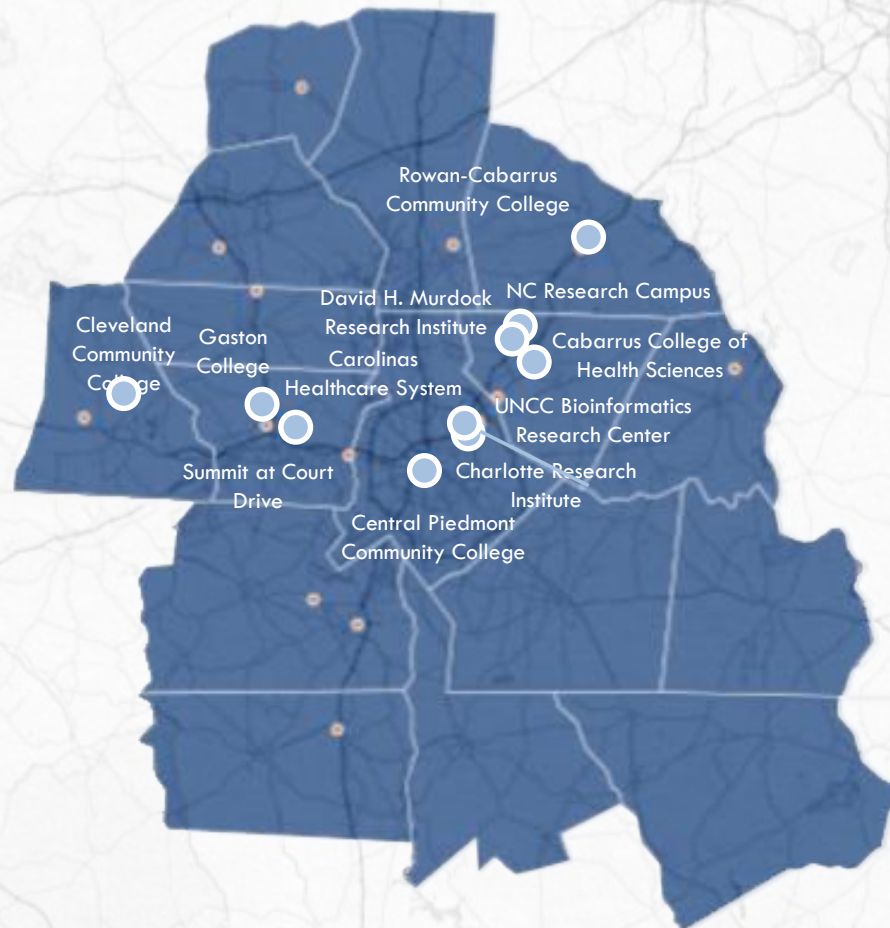 Rowan-Cabarrus
Community College
David H. Murdock
Research Institute
NC Research Campus
Cleveland
Community
College
Gaston
College
Carolinas
Healthcare System
Cabarrus College of
Health Sciences
UNCC Bioinformatics
Research Center
Summit at Court
Drive
Charlotte Research
Institute
Central Piedmont
Community College